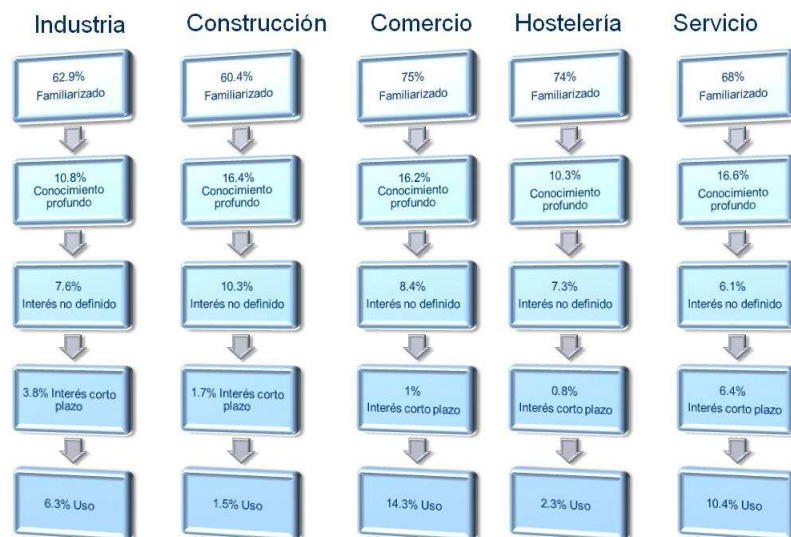 Industria
Construcción
Comercio
Hostelería
Servicio
62.9%
Familiarizado
60.4%
Familiarizado
75%
Familiarizado
74%
Familiarizado
68%
Familiarizado
10.8%
Conocimiento
profundo
16.4%
Conocimiento
profundo
16.2%
Conocimiento
profundo
10.3%
Conocimiento
profundo
16.6%
Conocimiento
profundo
7.6%
Interés no definido
10.3%
Interés no definido
8.4%
Interés no definido
7.3%
Interés no definido
6.1%
Interés no definido
3.8% Interés corto
plazo
1.7% Interés corto
plazo
1%
Interés corto plazo
0.8%
Interés corto plazo
6.4%
Interés corto plazo
6.3% Uso
1.5% Uso
14.3% Uso
2.3% Uso
10.4% Uso